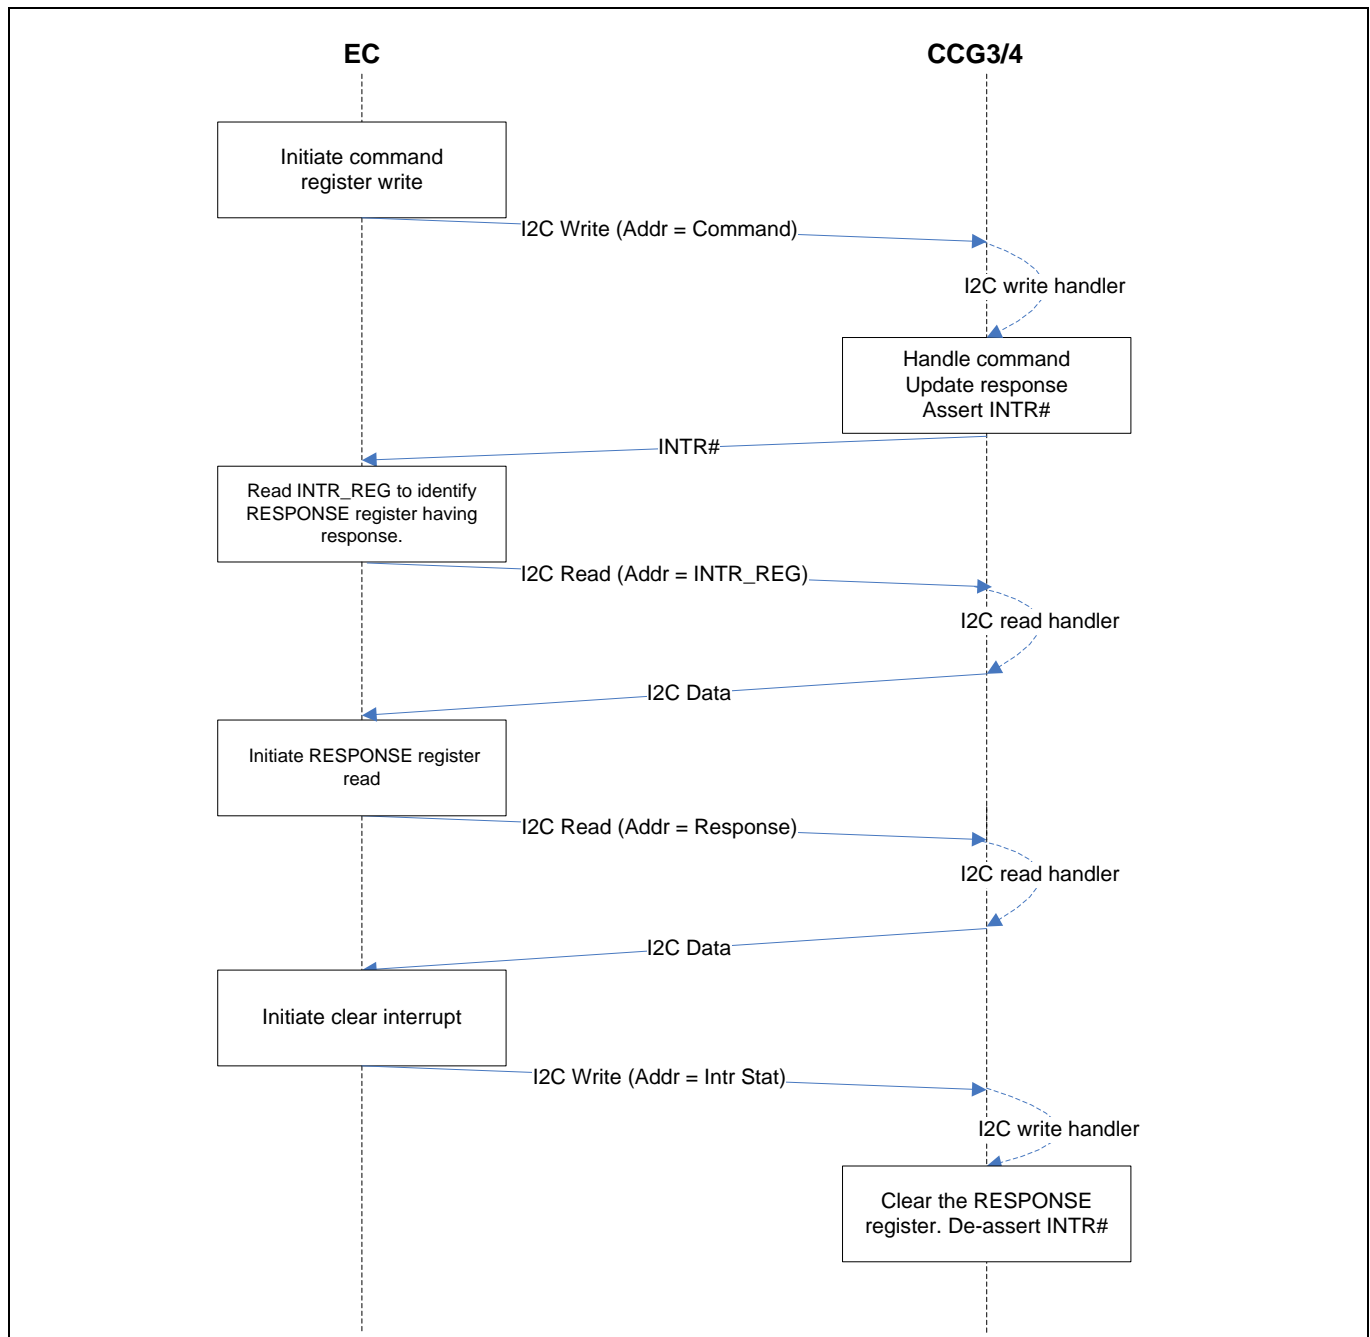 EC
CCG3/4
Initiate command
register write
I2C Write (Addr = Command)
I2C write handler
Handle command
Update response
Assert INTR#
INTR#
Read INTR_REG to identify
RESPONSE register having
response.
I2C Read (Addr = INTR_REG)
I2C read handler
I2C Data
Initiate RESPONSE register
read
I2C Read (Addr = Response)
I2C read handler
I2C Data
Initiate clear interrupt
I2C Write (Addr = Intr Stat)
I2C write handler
Clear the RESPONSE
register. De-assert INTR#